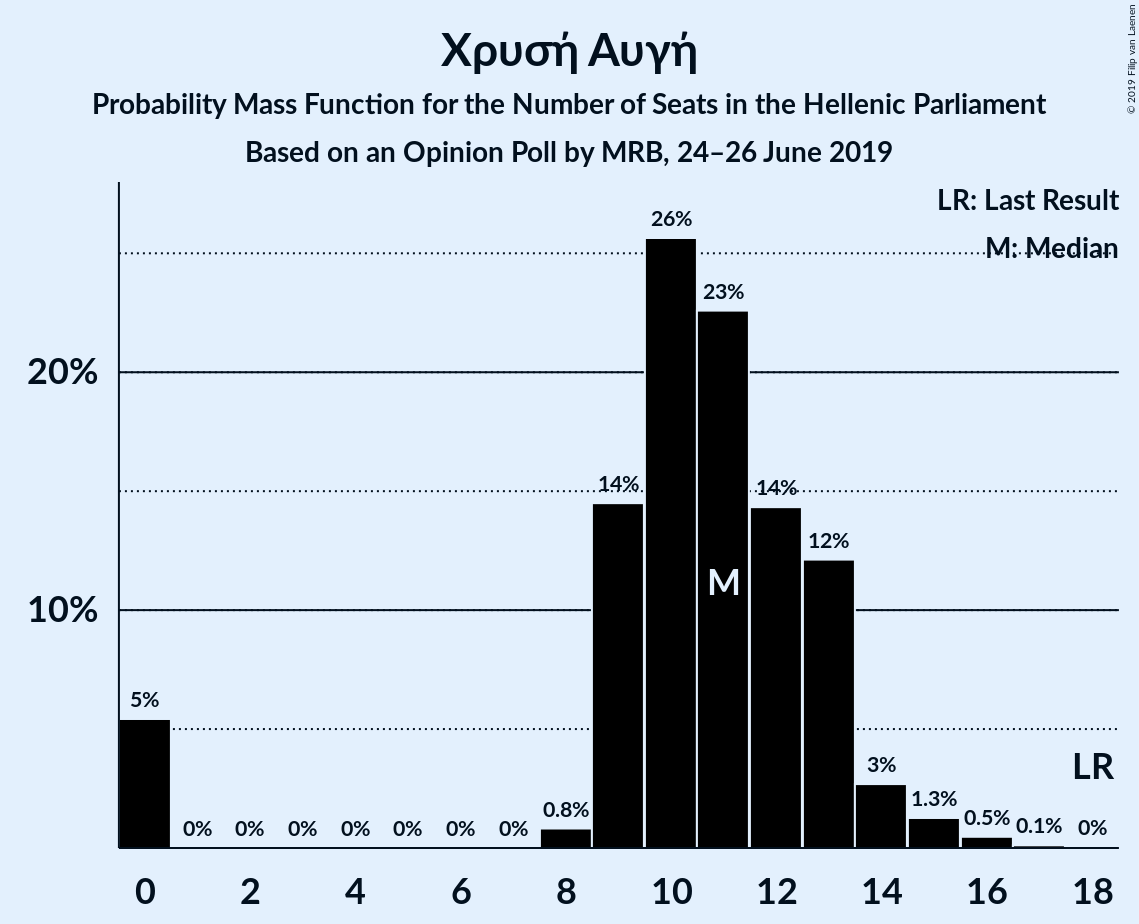 Χρυσή Αυγή
Probability Mass Function for the Number of Seats in the Hellenic Parliament
Based on an Opinion Poll by MRB, 24–26 June 2019
© 2019 Filip van Laenen
LR: Last Result
M: Median
26%
23%
20%
14%
14%
12%
M
10%
5%
3%
LR
1.3%
0.8%
0.5%
0.1%
0% 0% 0% 0% 0% 0% 0% 0%
0 2 4 6 8 10 12 14 16 18